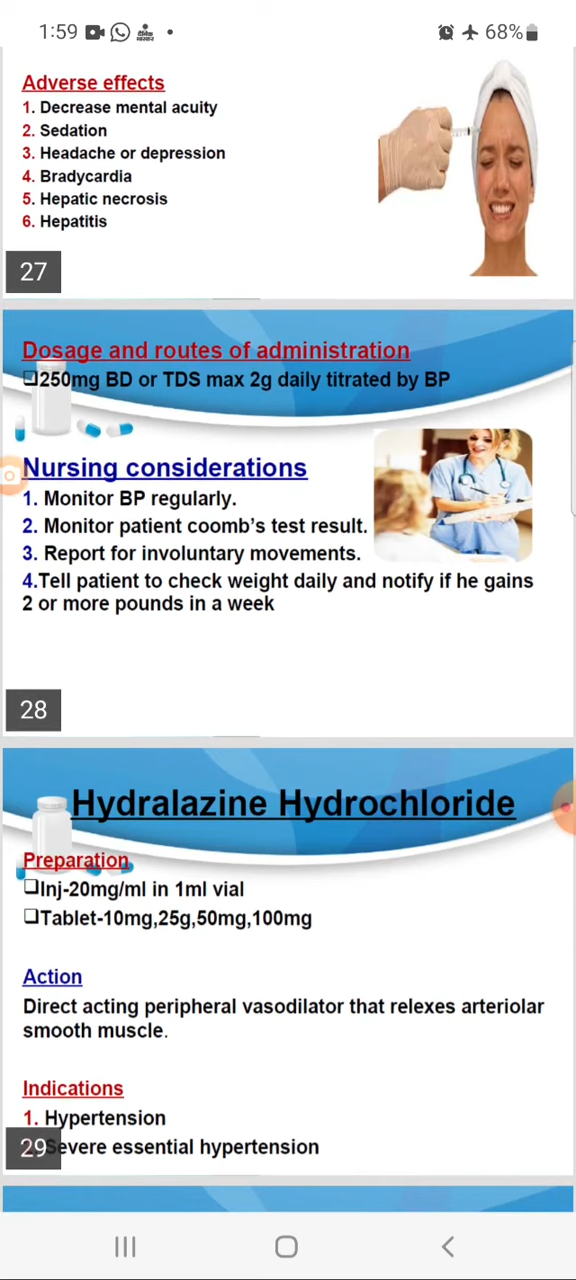 1:59
68%
Adverse effects
1. Decrease mental acuity
2. Sedation
3. Headache or depression
4. Bradycardia
5. Hepatic necrosis
6. Hepatitis
27
Dosage and routes of administration
❑250mg BD or TDS max 2g daily titrated by BP
Nursing considerations
1. Monitor BP regularly.
2. Monitor patient coomb's test result.
3. Report for involuntary movements.
4.Tell patient to check weight daily and notify if he gains
2 or more pounds in a week
28
Hydralazine Hydrochloride
Preparation
❑Inj-20mg/ml in 1ml vial
❑Tablet-10mg,25g,50mg,100mg
Action
Direct acting peripheral vasodilator that relexes arteriolar
smooth muscle.
Indications
1. Hypertension
Severe essential hypertension
29